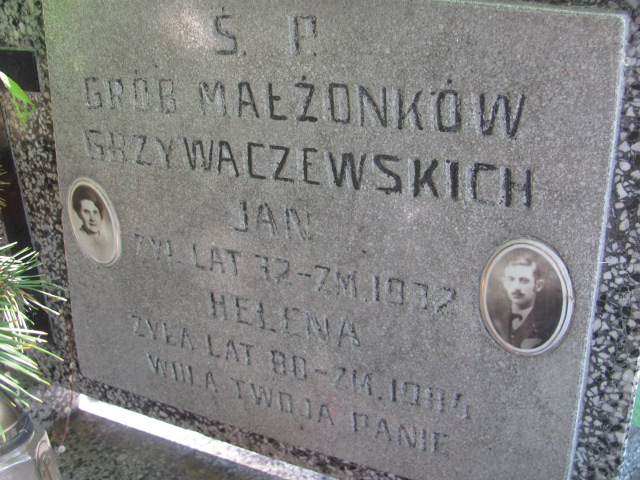 Ś. P.
GRÓB MAŁŻONKÓW
GRZYWACZEWSKICH
JAN
ŻYŁ LAT 32-ZM. 1932
HELENA
ŻYŁA LAT 80-ZM. 1984
WOLA TWOJA PANIE